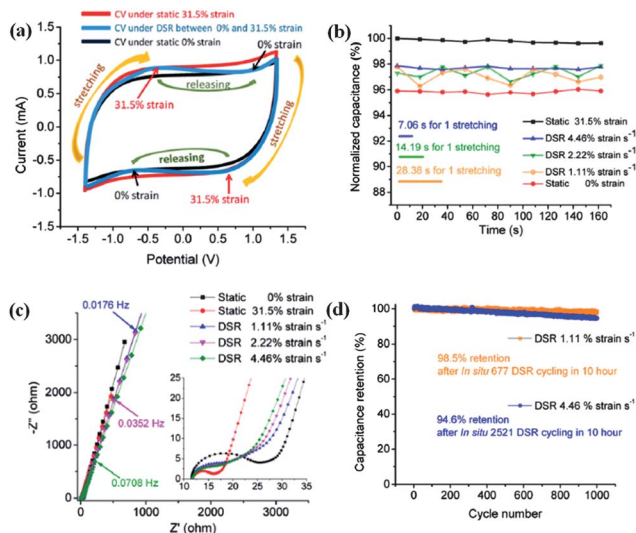 (a)
CV under static 31.5% strain
CV under DSR between 0% and 31.5% strain
CV under static 0% strain
0% strain
stretching
31.5% strain
releasing
stretching
releasing
0% strain
31.5% strain
Current (mA)
1.5
1.0
0.5
0.0
-0.5
-1.0
-1.5
-1.5 -1.0 -0.5 0.0 0.5 1.0 1.5
Potential (V)
(b)
Normalized capacitance (%)
102
100
98
96
94
92
90
88
7.06 s for 1 stretching
14.19 s for 1 stretching
28.38 s for 1 stretching
Static 31.5% strain
DSR 4.46% strain s⁻¹
DSR 2.22% strain s⁻¹
DSR 1.11% strain s⁻¹
Static 0% strain
0 20 40 60 80 100 120 140 160
Time (s)
(c)
-Z'' (ohm)
3000
2000
1000
0
0.0176 Hz
0.0352 Hz
0.0708 Hz
Static 0% strain
Static 31.5% strain
DSR 1.11% strain s⁻¹
DSR 2.22% strain s⁻¹
DSR 4.46% strain s⁻¹
25
20
15
10
5
0
10 15 20 25 30 35
0 1000 2000 3000
Z' (ohm)
(d)
Capacitance retention (%)
100
80
60
40
20
0
DSR 1.11 % strain s⁻¹
98.5% retention
after In situ 677 DSR cycling in 10 hour
DSR 4.46 % strain s⁻¹
94.6% retention
after In situ 2521 DSR cycling in 10 hour
0 200 400 600 800 1000
Cycle number